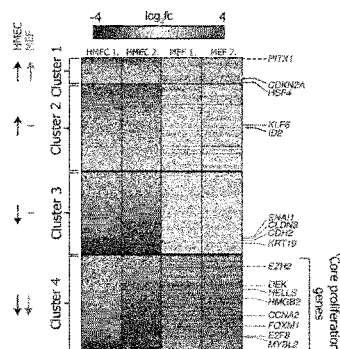 -4 log₂fc 4
HMEC
MEF
HMEC 1. HMEC 2. MEF 1. MEF 2.
Cluster 1
PITX1
CDKN2A
HSF4
Cluster 2
KLF6
ID2
Cluster 3
SNAI1
CLDN3
CDH2
KRT19
Cluster 4
EZH2
DEK
HELLS
HMGB2
CCNA2
FOXM1
E2F8
MYBL2
'Core proliferation'
genes